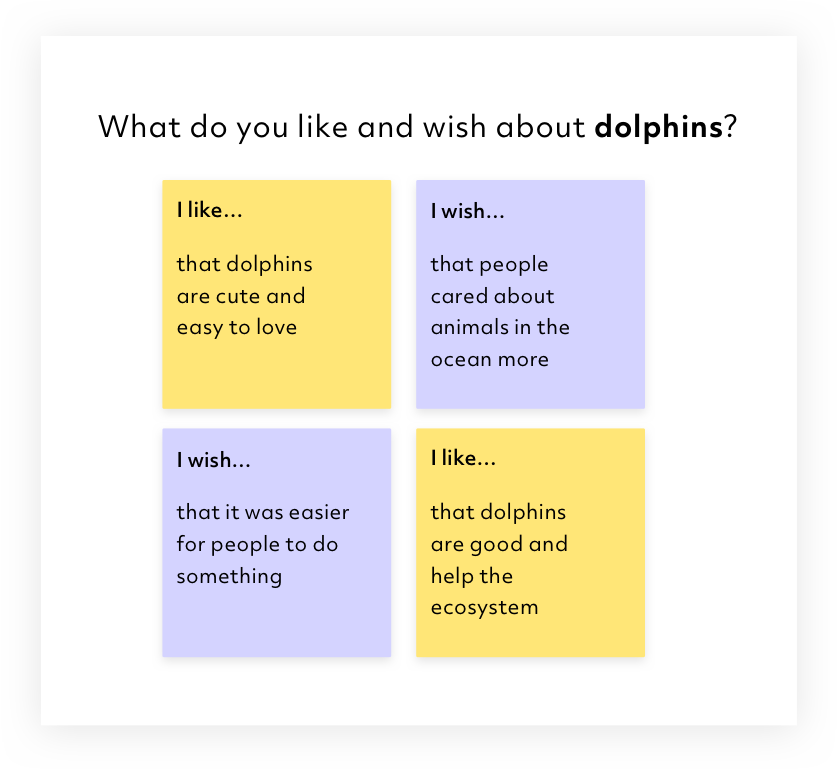 What do you like and wish about dolphins?
I like...
that dolphins
are cute and
easy to love
I wish...
that people
cared about
animals in the
ocean more
I wish...
that it was easier
for people to do
something
I like...
that dolphins
are good and
help the
ecosystem